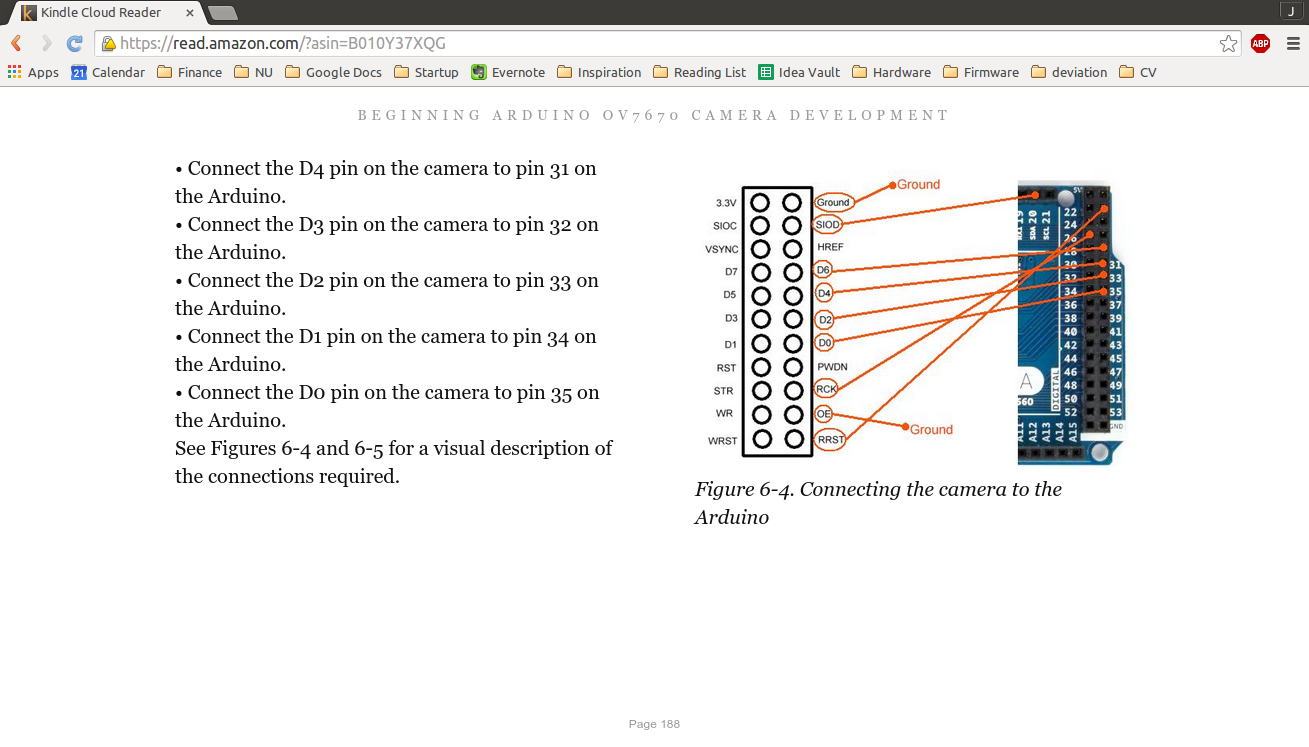 Kindle Cloud Reader
J
https://read.amazon.com/?asin=B010Y37XQG
ABP
Apps 21 Calendar Finance NU Google Docs Startup Evernote Inspiration Reading List Idea Vault Hardware Firmware deviation CV
BEGINNING ARDUINO OV7670 CAMERA DEVELOPMENT
• Connect the D4 pin on the camera to pin 31 on
the Arduino.
• Connect the D3 pin on the camera to pin 32 on
the Arduino.
• Connect the D2 pin on the camera to pin 33 on
the Arduino.
• Connect the D1 pin on the camera to pin 34 on
the Arduino.
• Connect the D0 pin on the camera to pin 35 on
the Arduino.
See Figures 6-4 and 6-5 for a visual description of
the connections required.
Ground
3.3V Ground
SIOC SIOD
VSYNC HREF
D7 D6
D5 D4
D3 D2
D1 D0
RST PWDN
STR RCK
WR OE
Ground
WRST RRST
5V
19 20 21
SDA SCL
22
24
26
28
30 31
32 33
34 35
36 37
38 39
40 41
42 43
44 45
46 47
48 49
50 51
52 53
GND
A
560
DIGITAL
A11 A12 A13 A14 A15
Figure 6-4. Connecting the camera to the
Arduino
Page 188